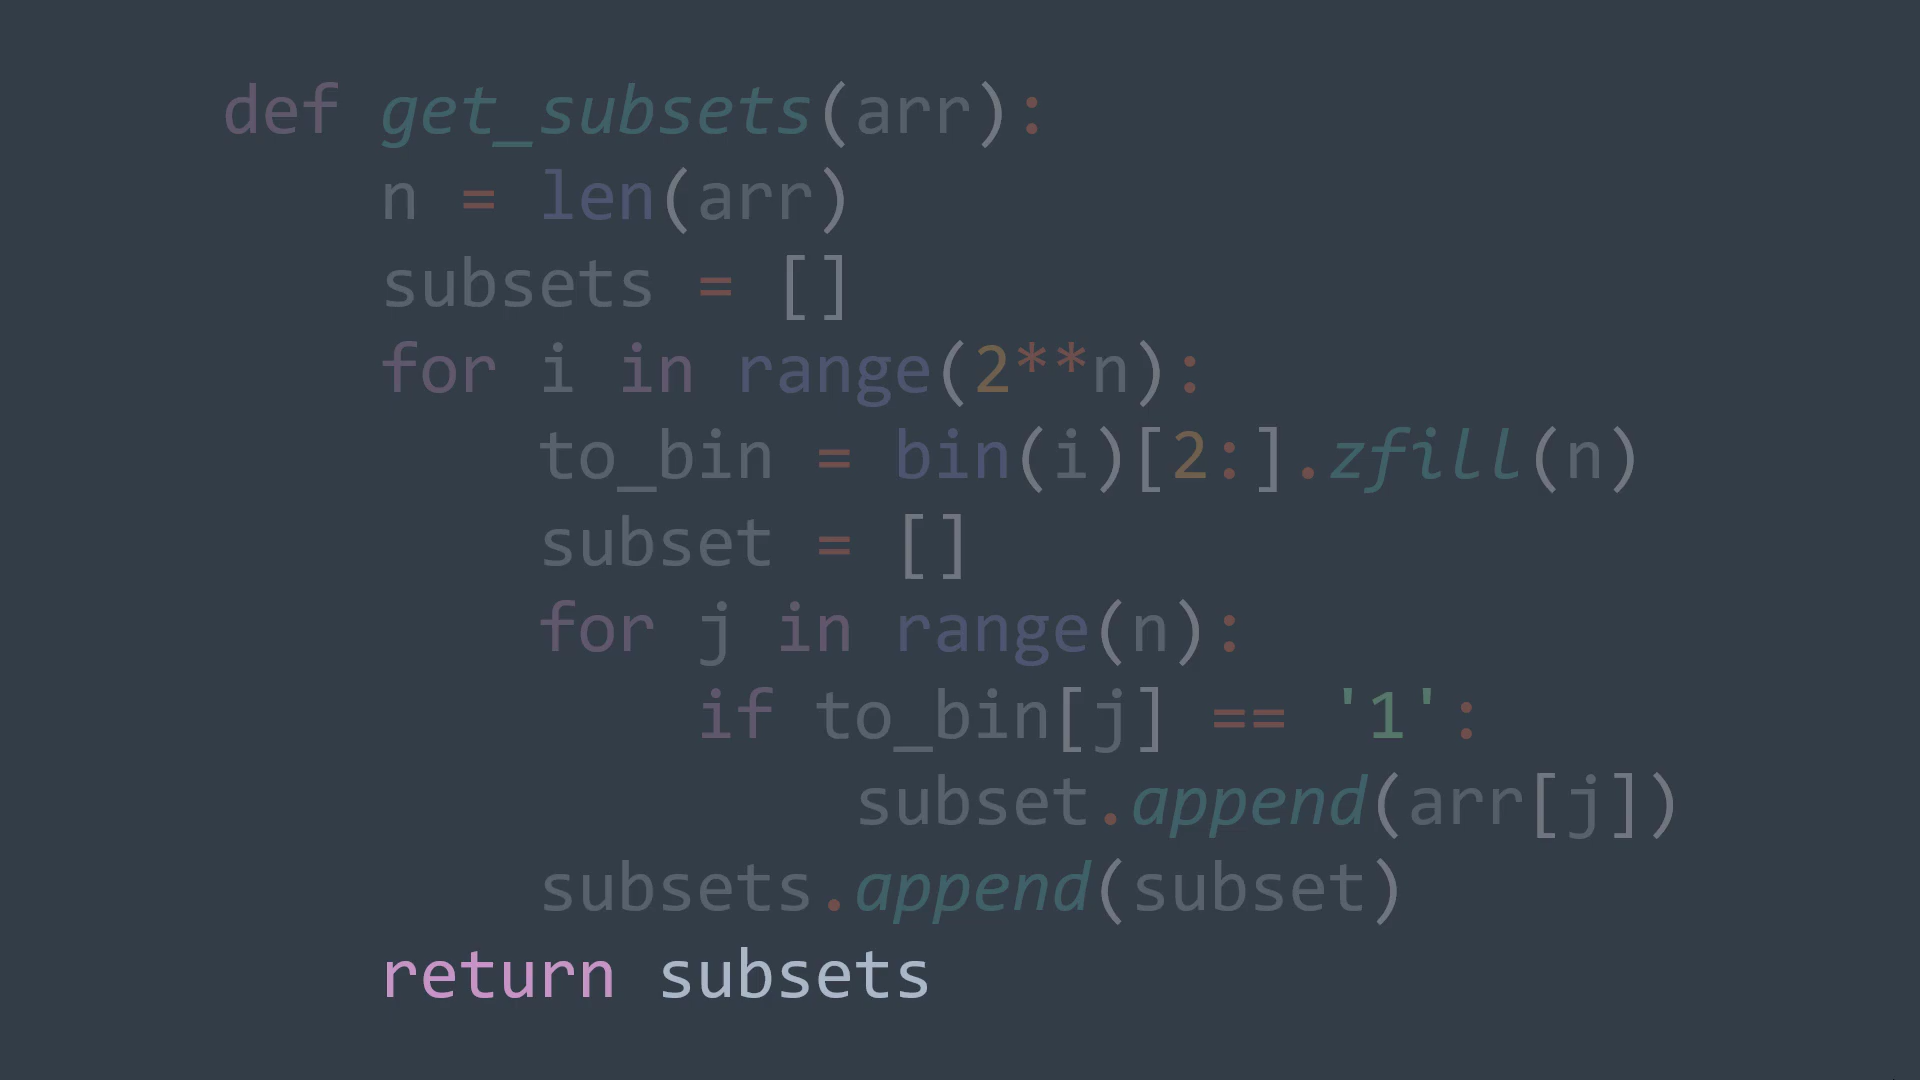 def get_subsets(arr):
    n = len(arr)
    subsets = []
    for i in range(2**n):
        to_bin = bin(i)[2:].zfill(n)
        subset = []
        for j in range(n):
            if to_bin[j] == '1':
                subset.append(arr[j])
        subsets.append(subset)
    return subsets